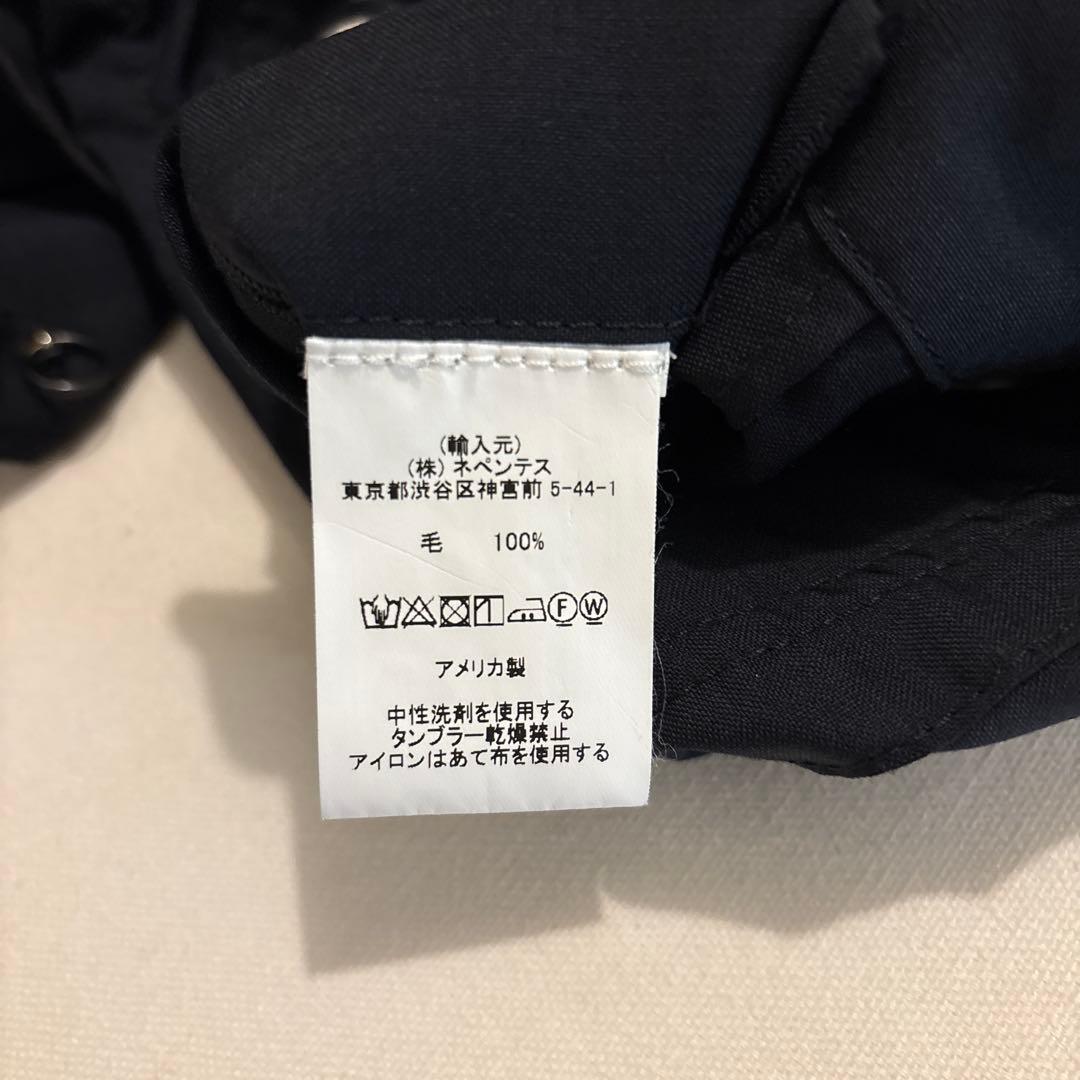 (輸入元)
(株) ネペンテス
東京都渋谷区神宮前 5-44-1
毛 100%
F W
アメリカ製
中性洗剤を使用する
タンブラー乾燥禁止
アイロンはあて布を使用する